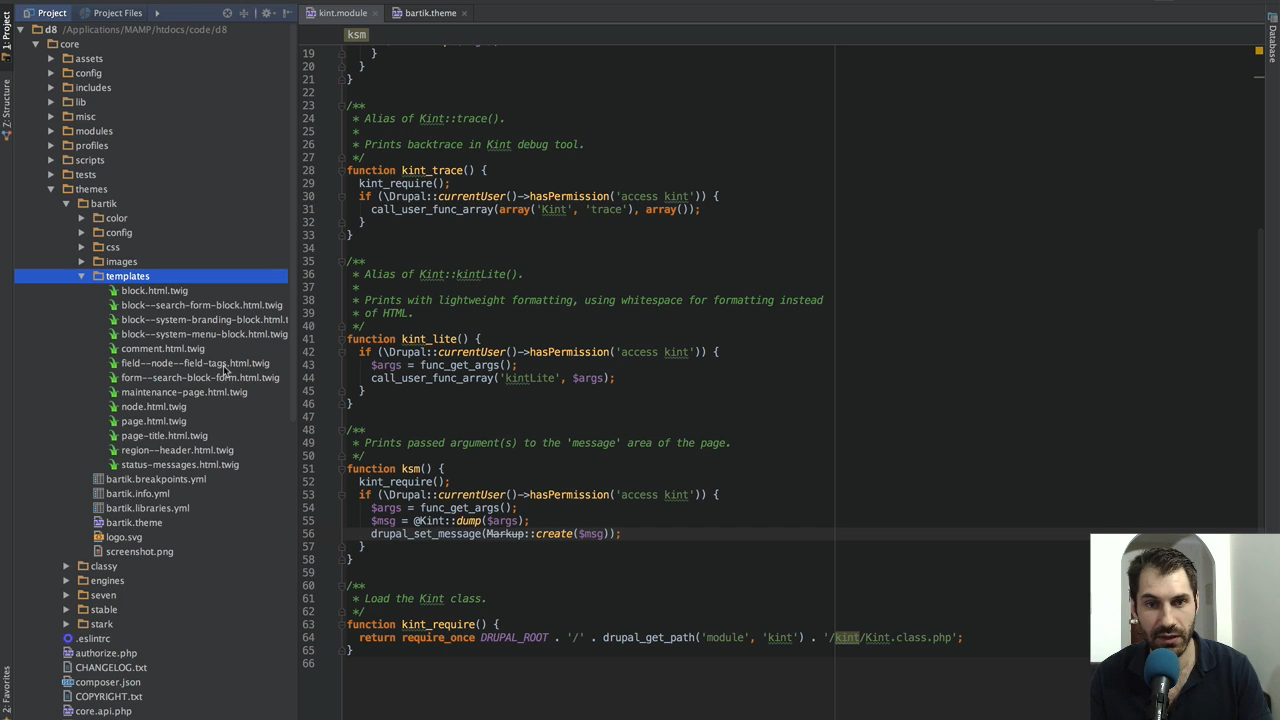 Project
Project Files
kint.module
bartik.theme
1: Project
7: Structure
2: Favorites
Database
d8 /Applications/MAMP/htdocs/code/d8
core
assets
config
includes
lib
misc
modules
profiles
scripts
tests
themes
bartik
color
config
css
images
templates
block.html.twig
block--search-form-block.html.twig
block--system-branding-block.html.t
block--system-menu-block.html.twig
comment.html.twig
field--node--field-tags.html.twig
form--search-block-form.html.twig
maintenance-page.html.twig
node.html.twig
page.html.twig
page-title.html.twig
region--header.html.twig
status-messages.html.twig
bartik.breakpoints.yml
bartik.info.yml
bartik.libraries.yml
bartik.theme
logo.svg
screenshot.png
classy
engines
seven
stable
stark
.eslintrc
authorize.php
CHANGELOG.txt
composer.json
COPYRIGHT.txt
core.api.php
ksm
19 }
20 }
21 }
22
23 /**
24 * Alias of Kint::trace().
25 *
26 * Prints backtrace in Kint debug tool.
27 */
28 function kint_trace() {
29 kint_require();
30 if (\Drupal::currentUser()->hasPermission('access kint')) {
31 call_user_func_array(array('Kint', 'trace'), array());
32 }
33 }
34
35 /**
36 * Alias of Kint::kintLite().
37 *
38 * Prints with lightweight formatting, using whitespace for formatting instead
39 * of HTML.
40 */
41 function kint_lite() {
42 if (\Drupal::currentUser()->hasPermission('access kint')) {
43 $args = func_get_args();
44 call_user_func_array('kintLite', $args);
45 }
46 }
47
48 /**
49 * Prints passed argument(s) to the 'message' area of the page.
50 */
51 function ksm() {
52 kint_require();
53 if (\Drupal::currentUser()->hasPermission('access kint')) {
54 $args = func_get_args();
55 $msg = @Kint::dump($args);
56 drupal_set_message(Markup::create($msg));
57 }
58 }
59
60 /**
61 * Load the Kint class.
62 */
63 function kint_require() {
64 return require_once DRUPAL_ROOT . '/' . drupal_get_path('module', 'kint') . '/kint/Kint.class.php';
65 }
66